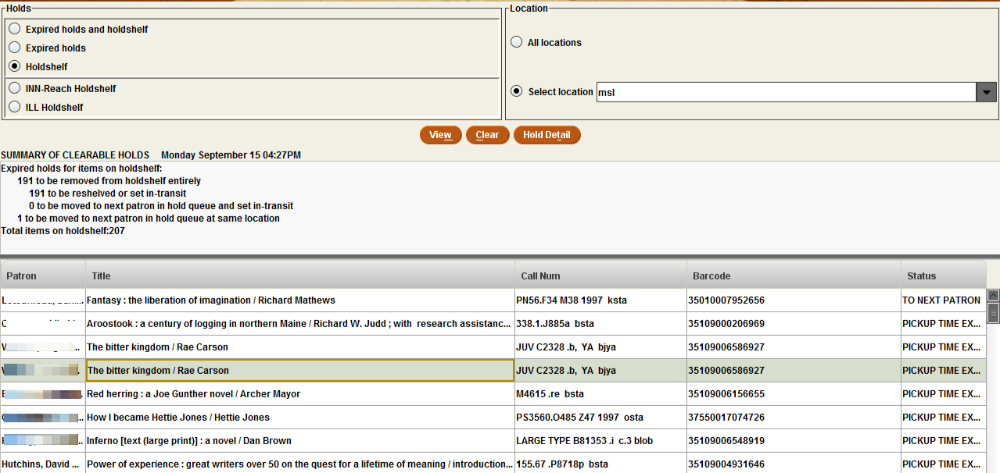 Holds
Expired holds and holdshelf
Expired holds
Holdshelf
INN-Reach Holdshelf
ILL Holdshelf
Location
All locations
Select location msl
View Clear Hold Detail
SUMMARY OF CLEARABLE HOLDS Monday September 15 04:27PM
Expired holds for items on holdshelf:
191 to be removed from holdshelf entirely
191 to be reshelved or set in-transit
0 to be moved to next patron in hold queue and set in-transit
1 to be moved to next patron in hold queue at same location
Total items on holdshelf:207
Patron Title Call Num Barcode Status
Fantasy : the liberation of imagination / Richard Mathews PN56.F34 M38 1997 ksta 35010007952656 TO NEXT PATRON
Aroostook : a century of logging in northern Maine / Richard W. Judd ; with research assistanc... 338.1.J885a bsta 35109000206969 PICKUP TIME EX...
The bitter kingdom / Rae Carson JUV C2328 .b, YA bjya 35109006586927 PICKUP TIME EX...
The bitter kingdom / Rae Carson JUV C2328 .b, YA bjya 35109006586927 PICKUP TIME EX...
Red herring : a Joe Gunther novel / Archer Mayor M4615 .re bsta 35109006156655 PICKUP TIME EX...
How I became Hettie Jones / Hettie Jones PS3560.O485 Z47 1997 osta 37550017074726 PICKUP TIME EX...
Inferno [text (large print)] : a novel / Dan Brown LARGE TYPE B81353 .i c.3 blob 35109006548919 PICKUP TIME EX...
Hutchins, David ... Power of experience : great writers over 50 on the quest for a lifetime of meaning / introduction... 155.67 .P8718p bsta 35109004931646 PICKUP TIME EX...